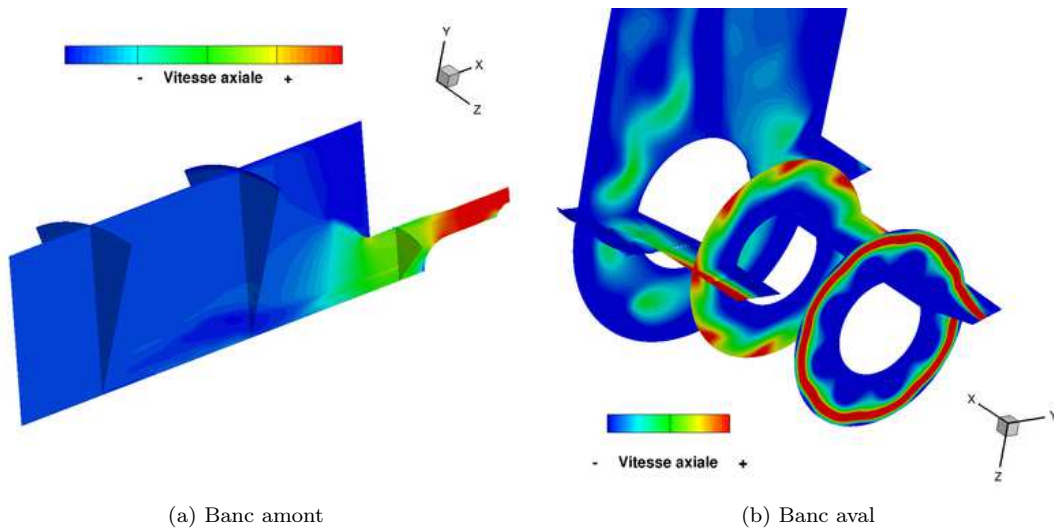 Y
X
Z
- Vitesse axiale +
X
Y
Z
- Vitesse axiale +
(a) Banc amont
(b) Banc aval